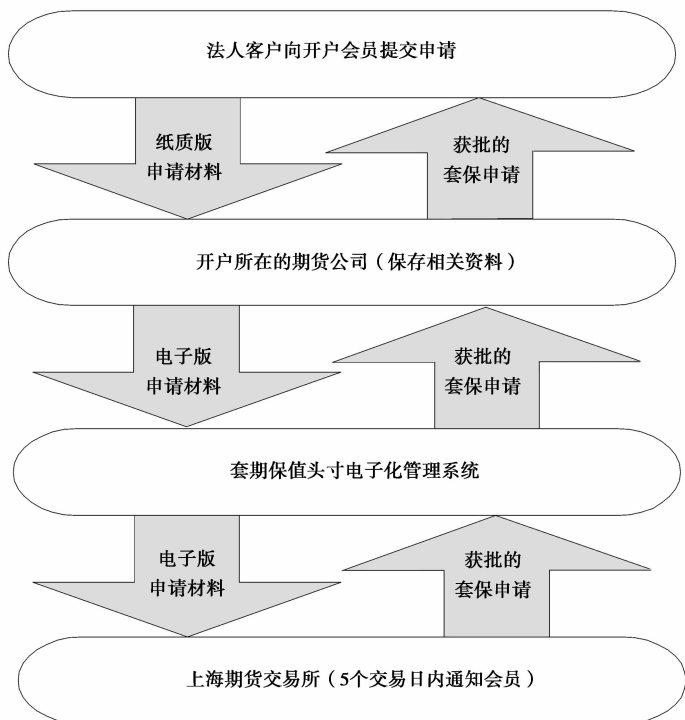 法人客户向开户会员提交申请
纸质版
申请材料
获批的
套保申请
开户所在的期货公司（保存相关资料）
电子版
申请材料
获批的
套保申请
套期保值头寸电子化管理系统
电子版
申请材料
获批的
套保申请
上海期货交易所（5个交易日内通知会员）